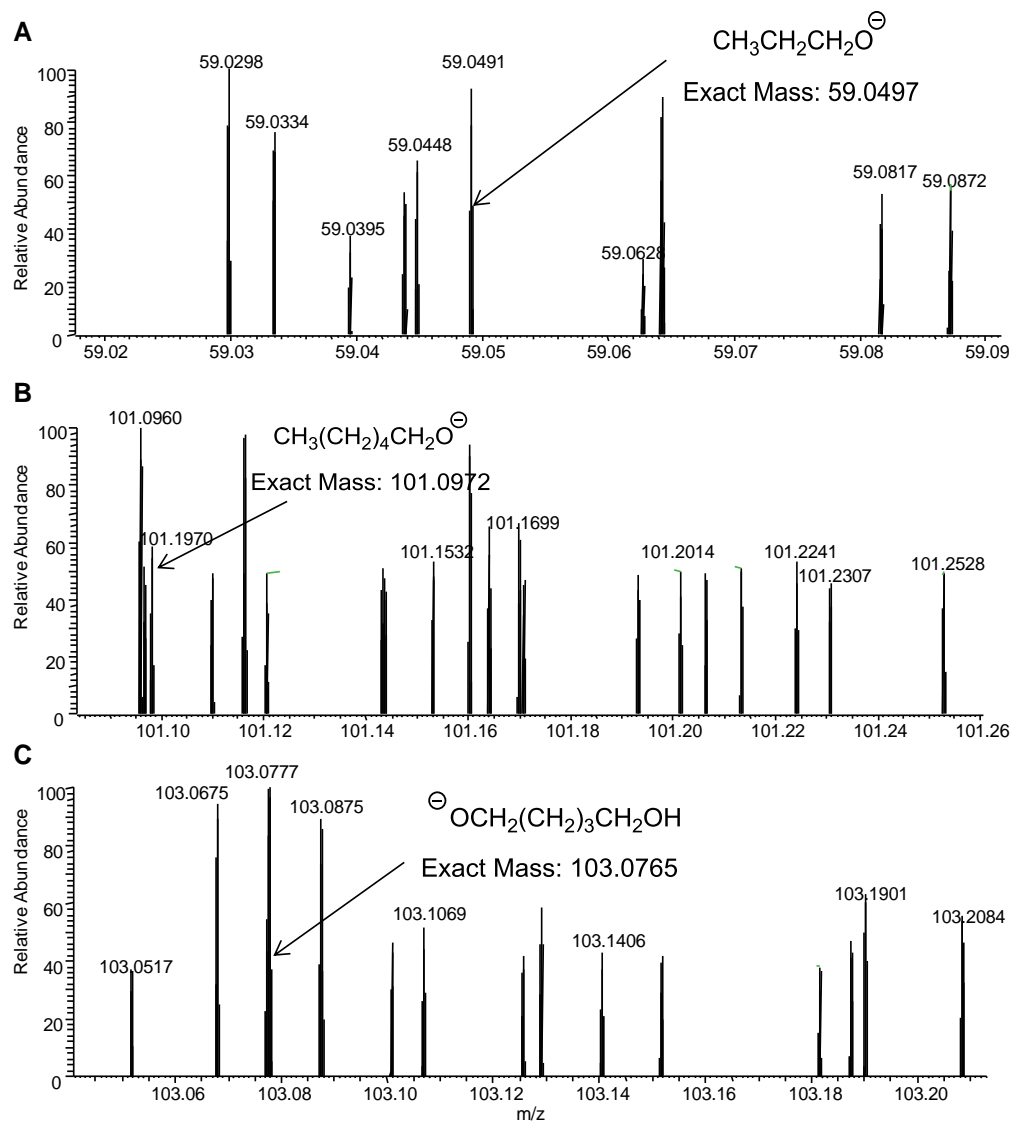 A
CH3CH2CH2O⊖
Exact Mass: 59.0497
59.0298
59.0334
59.0395
59.0448
59.0491
59.0628
59.0817
59.0872
Relative Abundance
100
80
60
40
20
0
59.02 59.03 59.04 59.05 59.06 59.07 59.08 59.09
B
CH3(CH2)4CH2O⊖
Exact Mass: 101.0972
101.0960
101.1970
101.1532
101.1699
101.2014
101.2241
101.2307
101.2528
Relative Abundance
100
80
60
40
20
0
101.10 101.12 101.14 101.16 101.18 101.20 101.22 101.24 101.26
C
⊖OCH2(CH2)3CH2OH
Exact Mass: 103.0765
103.0517
103.0675
103.0777
103.0875
103.1069
103.1406
103.1901
103.2084
Relative Abundance
100
80
60
40
20
0
103.06 103.08 103.10 103.12 103.14 103.16 103.18 103.20
m/z